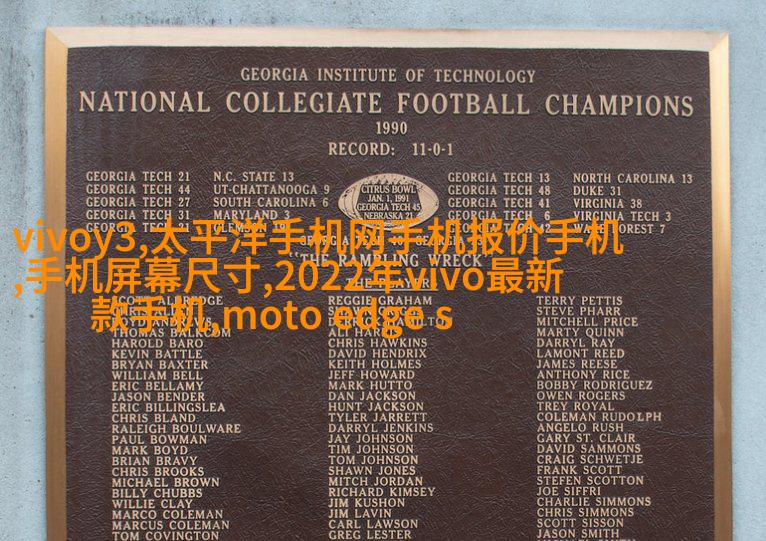 GEORGIA INSTITUTE OF TECHNOLOGY
NATIONAL COLLEGIATE FOOTBALL CHAMPIONS
1990
RECORD: 11-0-1
GEORGIA TECH 21 N.C. STATE 13
GEORGIA TECH 44 UT-CHATTANOOGA 9
GEORGIA TECH 27 SOUTH CAROLINA 6
GEORGIA TECH 31 MARYLAND 3
CITRUS BOWL
JAN. 1, 1991
GEORGIA TECH 45
NEBRASKA 21
GEORGIA TECH 13 NORTH CAROLINA 13
GEORGIA TECH 48 DUKE 31
GEORGIA TECH 41 VIRGINIA 38
GEORGIA TECH 6 VIRGINIA TECH 3
vivoy3,太平洋手机网手机报价手机
,手机屏幕尺寸,2022年vivo最新
款手机,moto edge s
"THE RAMBLING WRECK"
THOMAS BALKCOM
HAROLD BARO
KEVIN BATTLE
BRYAN BAXTER
WILLIAM BELL
ERIC BELLAMY
JASON BENDER
ERIC BILLINGSLEA
CHRIS BLAND
RALEIGH BOULWARE
PAUL BOWMAN
MARK BOYD
BRIAN BRAVY
CHRIS BROOKS
MICHAEL BROWN
BILLY CHUBBS
WILLIE CLAY
MARCO COLEMAN
MARCUS COLEMAN
TOM COVINGTON
REGGIE GRAHAM
CHRIS HAWKINS
DAVID HENDRIX
KEITH HOLMES
JEFF HOWARD
MARK HUTTO
DAN JACKSON
HUNT JACKSON
TYLER JARRETT
DARRYL JENKINS
JAY JOHNSON
TIM JOHNSON
TOM JOHNSON
SHAWN JONES
MITCH JORDAN
RICHARD KIMSEY
JIM KUSHON
JIM LAVIN
CARL LAWSON
GREG LESTER
TERRY PETTIS
STEVE PHARR
MITCHELL PRICE
MARTY QUINN
DARRYL RAY
LAMONT REED
JAMES REESE
ANTHONY RICE
BOBBY RODRIGUEZ
OWEN ROGERS
TREY ROYAL
COLEMAN RUDOLPH
ANGELO RUSH
GARY ST. CLAIR
DAVID SAMMONS
CRAIG SCHWETJE
FRANK SCOTT
STEFEN SCOTTON
JOE SIFFRI
CHARLIE SIMMONS
CHRIS SIMMONS
SCOTT SISSON
JASON SMITH